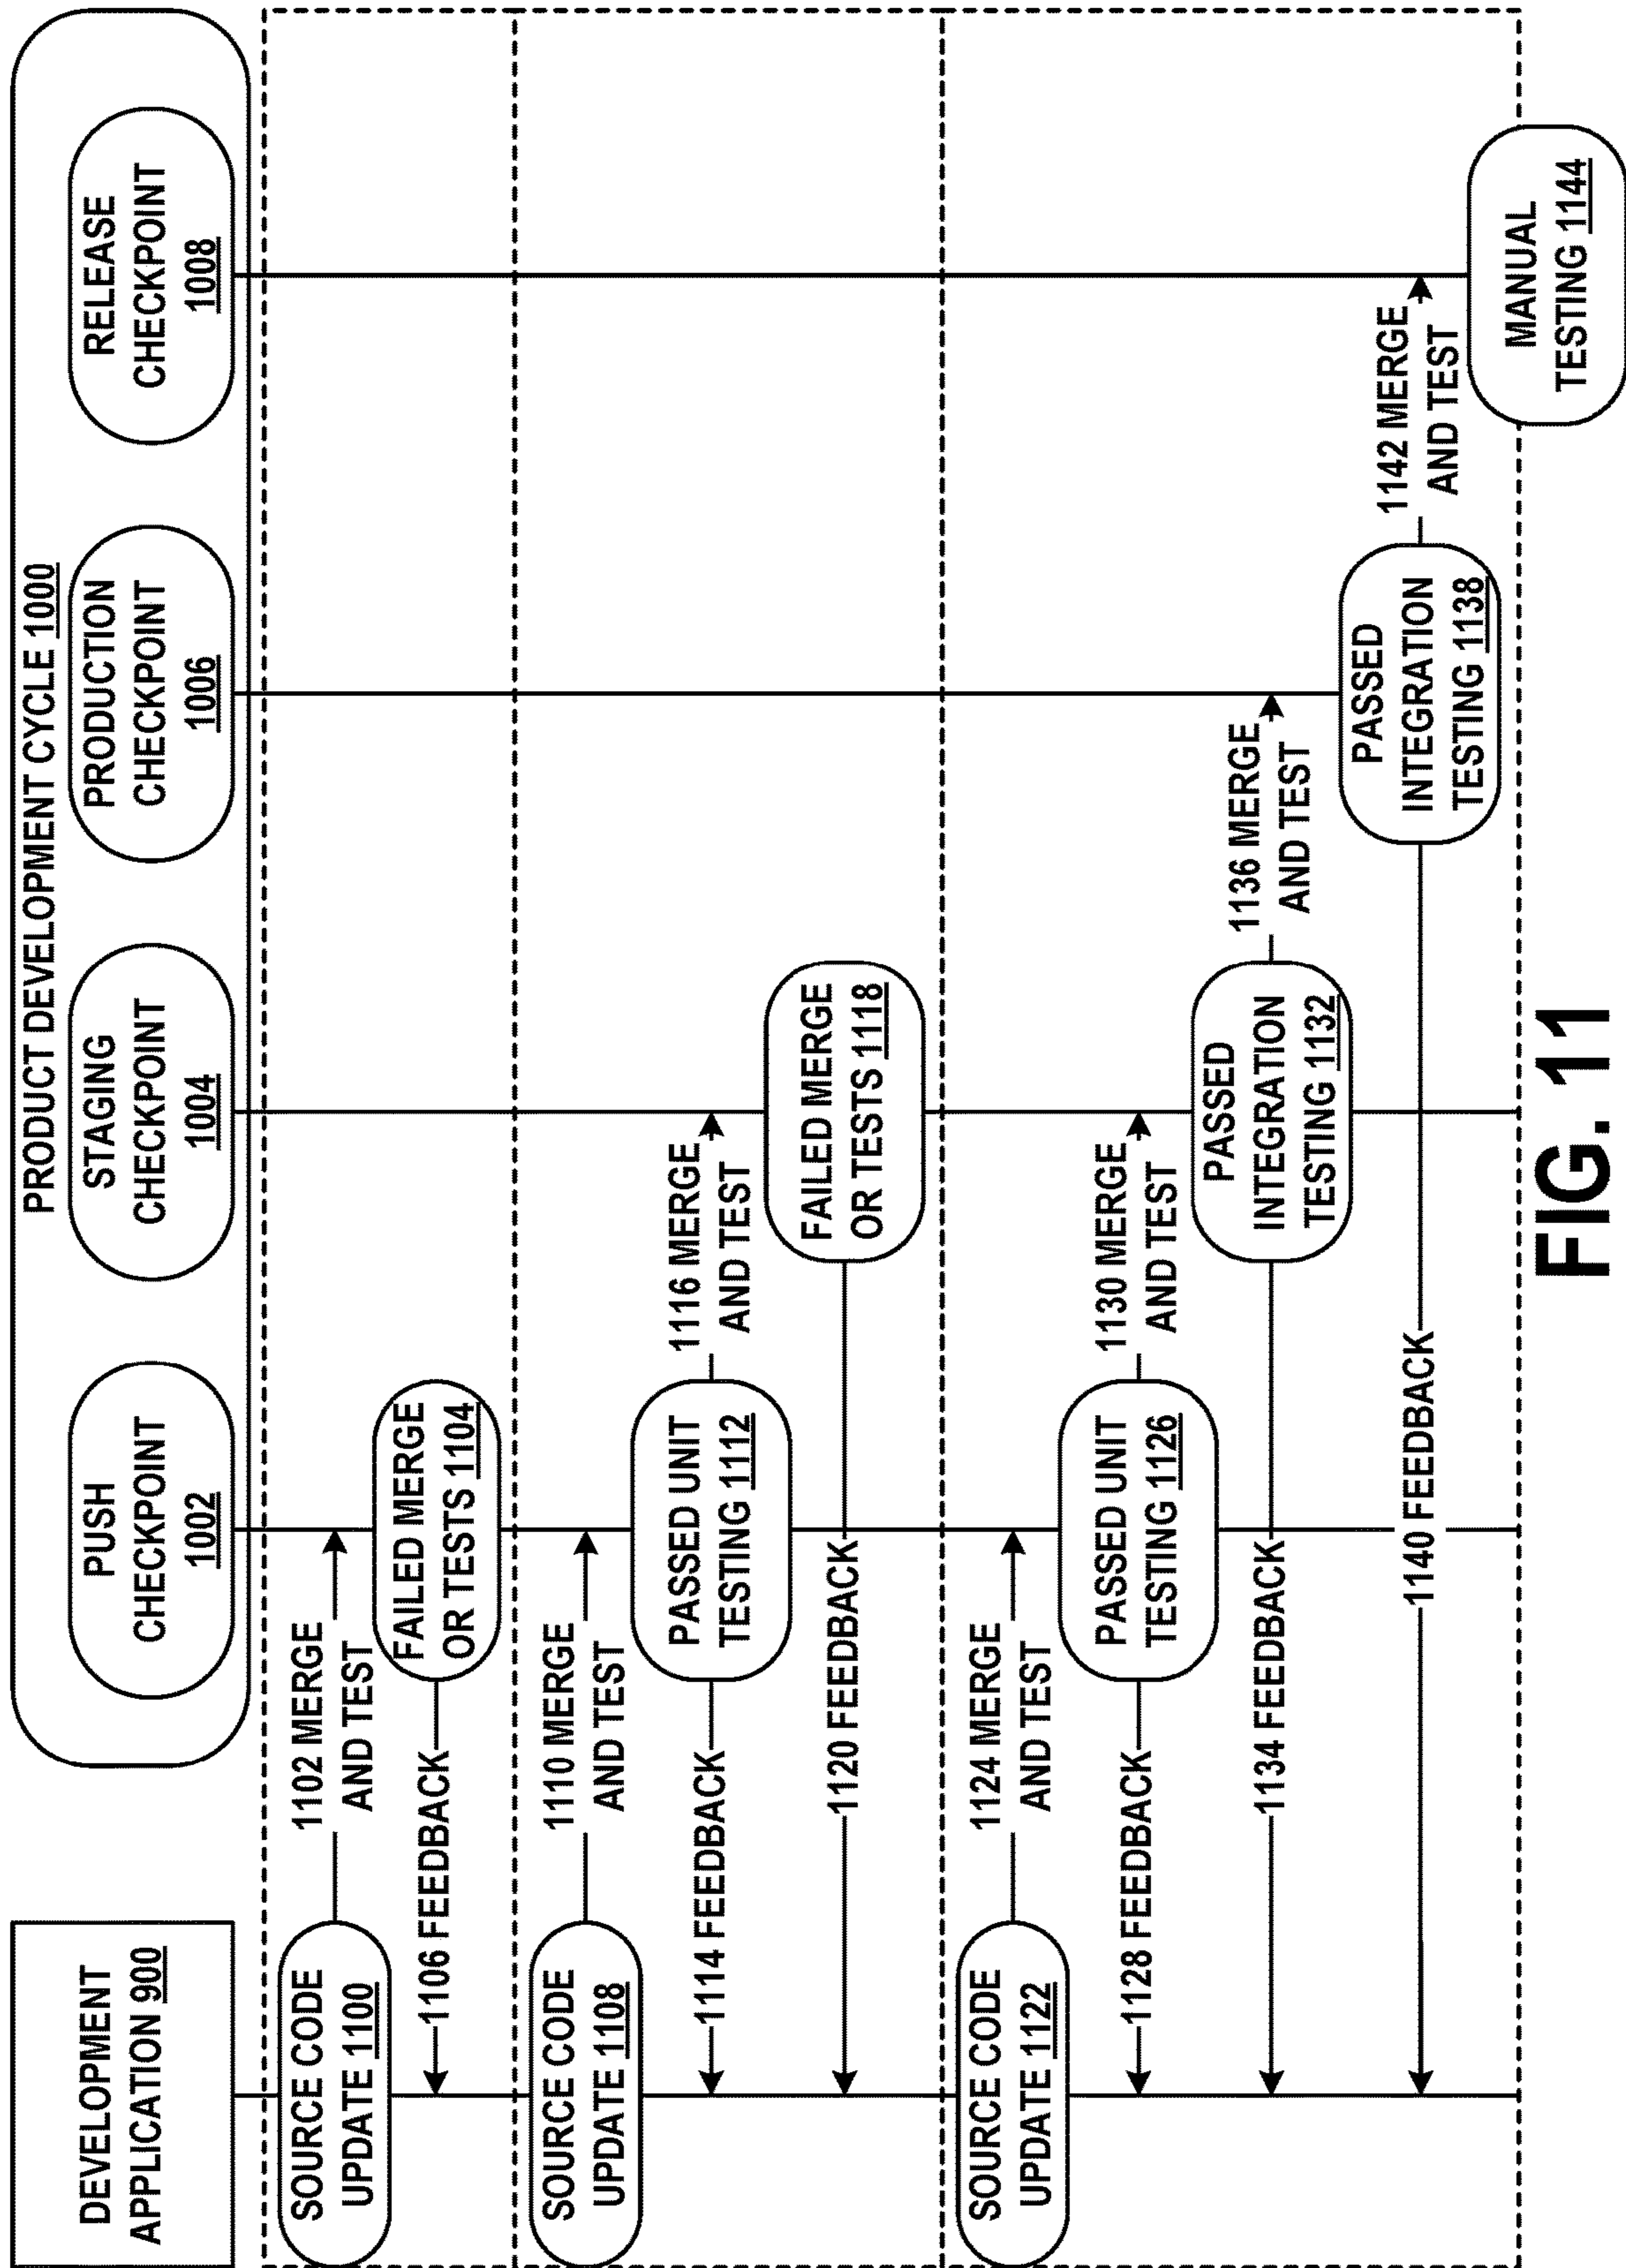 PRODUCT DEVELOPMENT CYCLE 1000
DEVELOPMENT
APPLICATION 900
PUSH
CHECKPOINT
1002
STAGING
CHECKPOINT
1004
PRODUCTION
CHECKPOINT
1006
RELEASE
CHECKPOINT
1008
SOURCE CODE
UPDATE 1100
1102 MERGE
AND TEST
FAILED MERGE
OR TESTS 1104
1106 FEEDBACK
SOURCE CODE
UPDATE 1108
1110 MERGE
AND TEST
PASSED UNIT
TESTING 1112
1114 FEEDBACK
1116 MERGE
AND TEST
FAILED MERGE
OR TESTS 1118
1120 FEEDBACK
SOURCE CODE
UPDATE 1122
1124 MERGE
AND TEST
PASSED UNIT
TESTING 1126
1128 FEEDBACK
1130 MERGE
AND TEST
PASSED
INTEGRATION
TESTING 1132
1134 FEEDBACK
1136 MERGE
AND TEST
PASSED
INTEGRATION
TESTING 1138
1140 FEEDBACK
1142 MERGE
AND TEST
MANUAL
TESTING 1144
FIG. 11